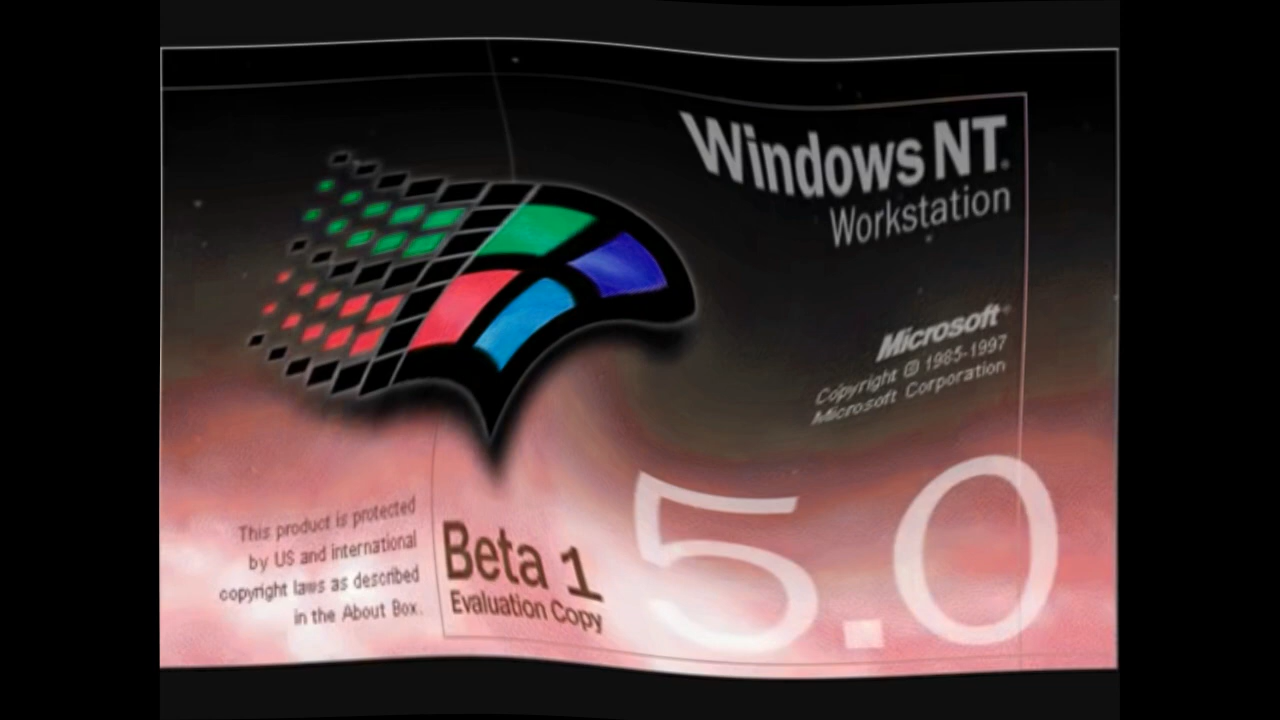 Windows NT®
Workstation
Microsoft®
Copyright © 1985-1997
Microsoft Corporation
5.0
Beta 1
Evaluation Copy
This product is protected
by US and international
copyright laws as described
in the About Box.